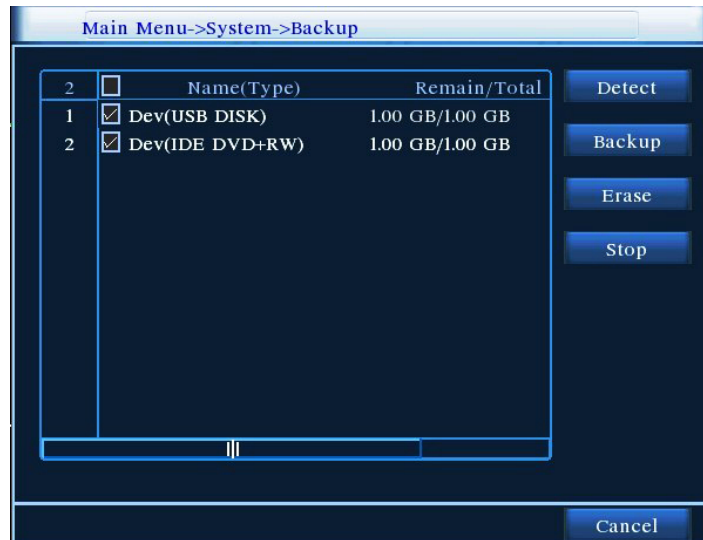 Main Menu->System->Backup
2 Name(Type) Remain/Total
1 Dev(USB DISK) 1.00 GB/1.00 GB
2 Dev(IDE DVD+RW) 1.00 GB/1.00 GB
Detect
Backup
Erase
Stop
Cancel